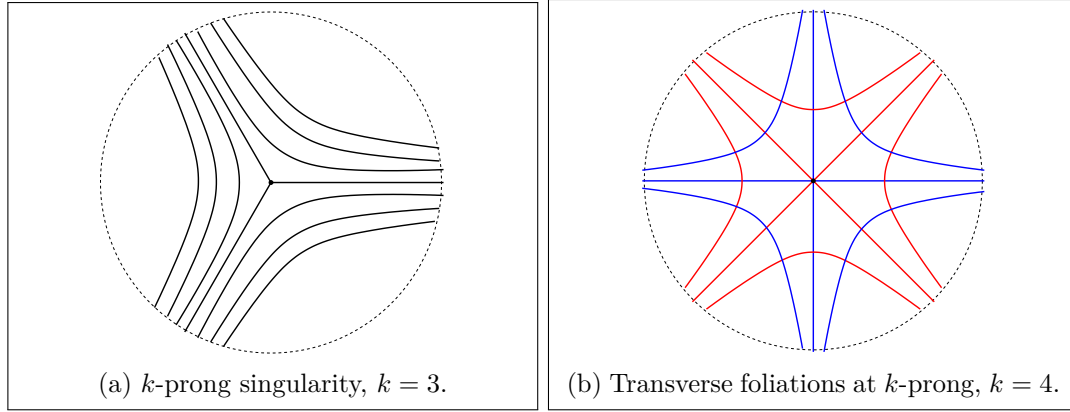 (a) k-prong singularity, k = 3.
(b) Transverse foliations at k-prong, k = 4.